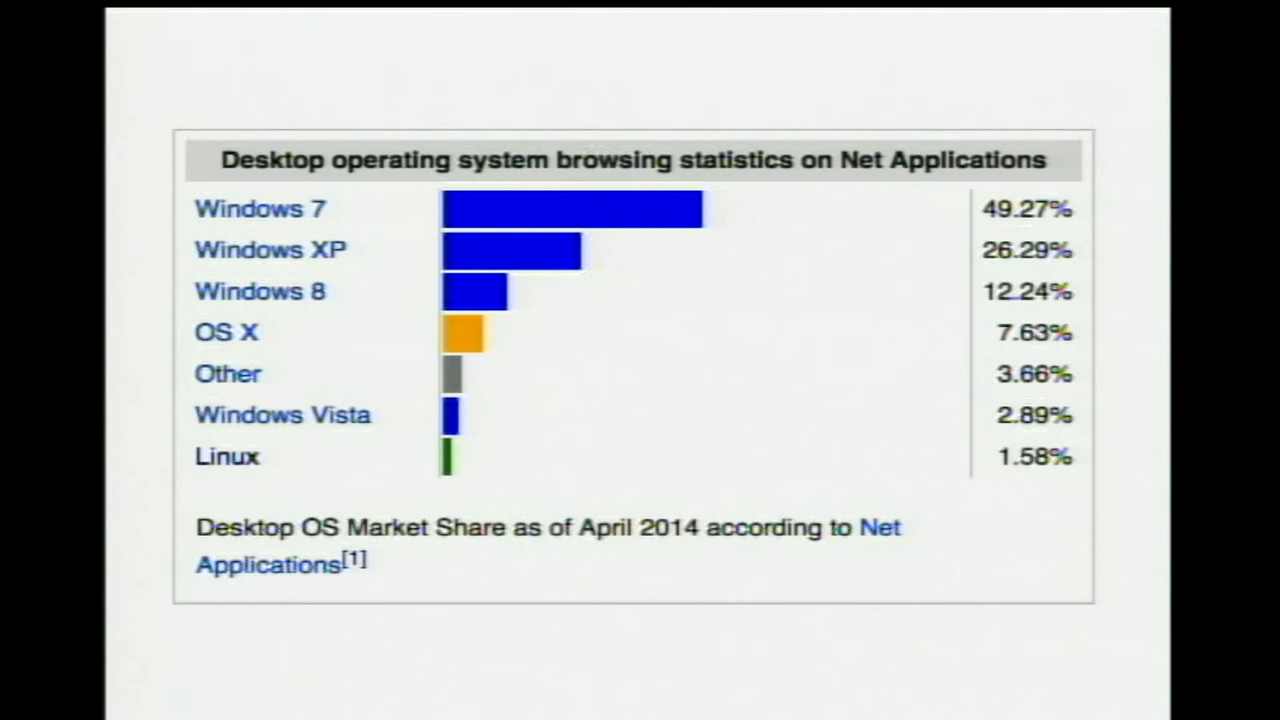 Desktop operating system browsing statistics on Net Applications
Windows 7 49.27%
Windows XP 26.29%
Windows 8 12.24%
OS X 7.63%
Other 3.66%
Windows Vista 2.89%
Linux 1.58%
Desktop OS Market Share as of April 2014 according to Net
Applications[1]